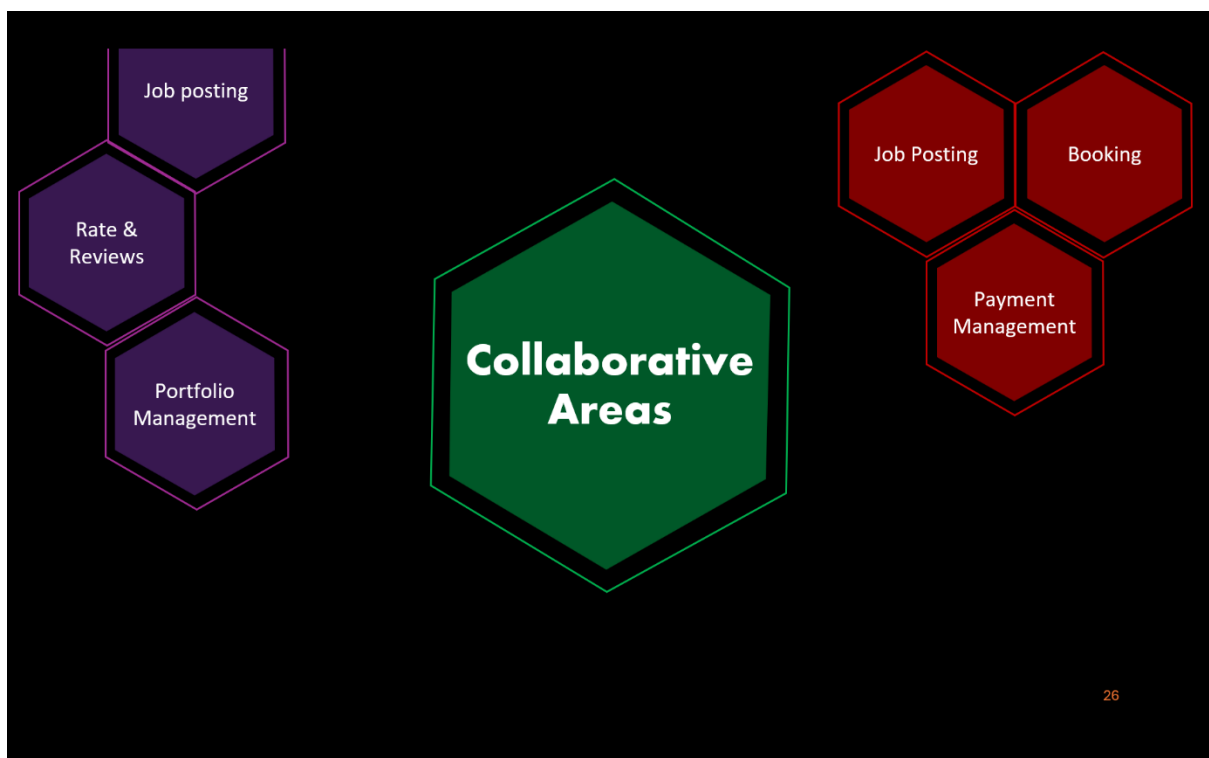 Job posting
Rate &
Reviews
Portfolio
Management
Collaborative
Areas
Job Posting
Booking
Payment
Management
26